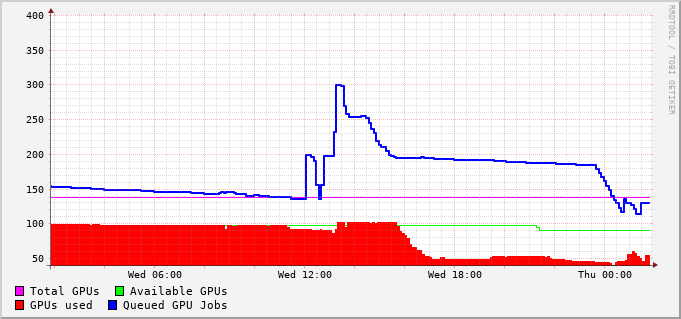 400
350
300
250
200
150
100
50
Wed 06:00 Wed 12:00 Wed 18:00 Thu 00:00
Total GPUs Available GPUs
GPUs used Queued GPU Jobs
RRDTOOL / TOBI OETIKER